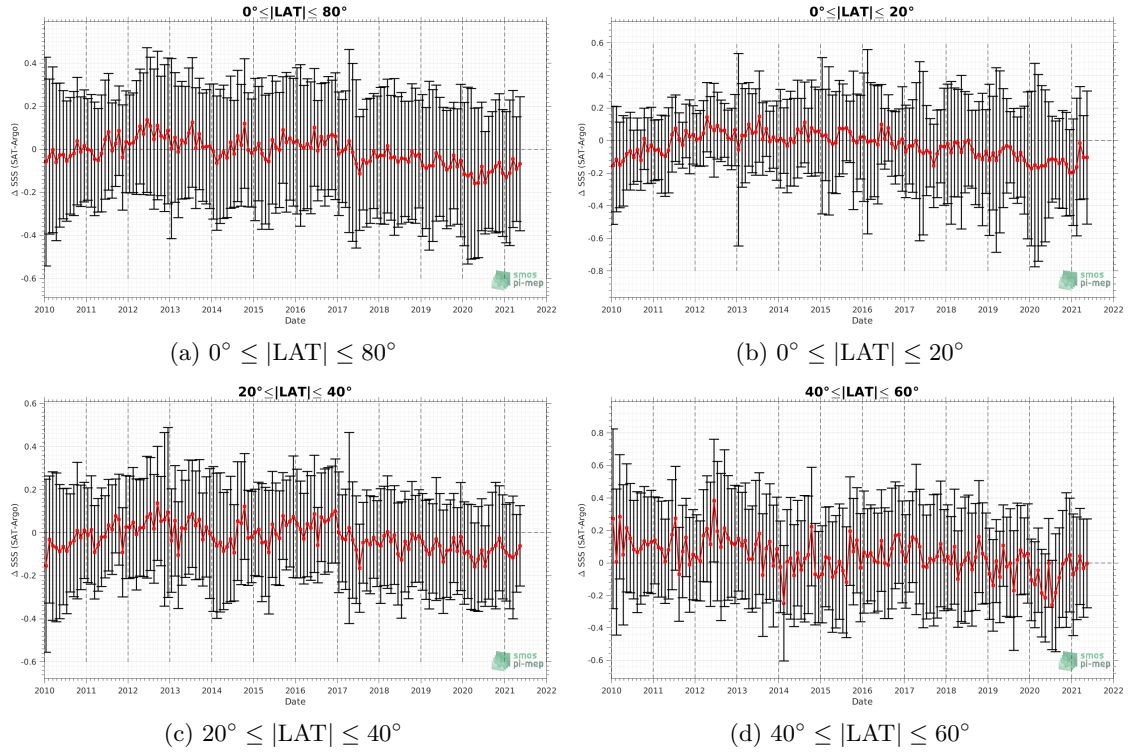 0°≤|LAT|≤ 80°
Δ SSS (SAT-Argo)
0.4
0.2
0
-0.2
-0.4
-0.6
2010 2011 2012 2013 2014 2015 2016 2017 2018 2019 2020 2021 2022
Date
smos
pi-mep
(a) 0° ≤ |LAT| ≤ 80°
0°≤|LAT|≤ 20°
Δ SSS (SAT-Argo)
0.6
0.4
0.2
0
-0.2
-0.4
-0.6
-0.8
2010 2011 2012 2013 2014 2015 2016 2017 2018 2019 2020 2021 2022
Date
smos
pi-mep
(b) 0° ≤ |LAT| ≤ 20°
20°≤|LAT|≤ 40°
Δ SSS (SAT-Argo)
0.6
0.4
0.2
0
-0.2
-0.4
-0.6
2010 2011 2012 2013 2014 2015 2016 2017 2018 2019 2020 2021 2022
Date
smos
pi-mep
(c) 20° ≤ |LAT| ≤ 40°
40°≤|LAT|≤ 60°
Δ SSS (SAT-Argo)
0.8
0.6
0.4
0.2
0
-0.2
-0.4
-0.6
2010 2011 2012 2013 2014 2015 2016 2017 2018 2019 2020 2021 2022
Date
smos
pi-mep
(d) 40° ≤ |LAT| ≤ 60°